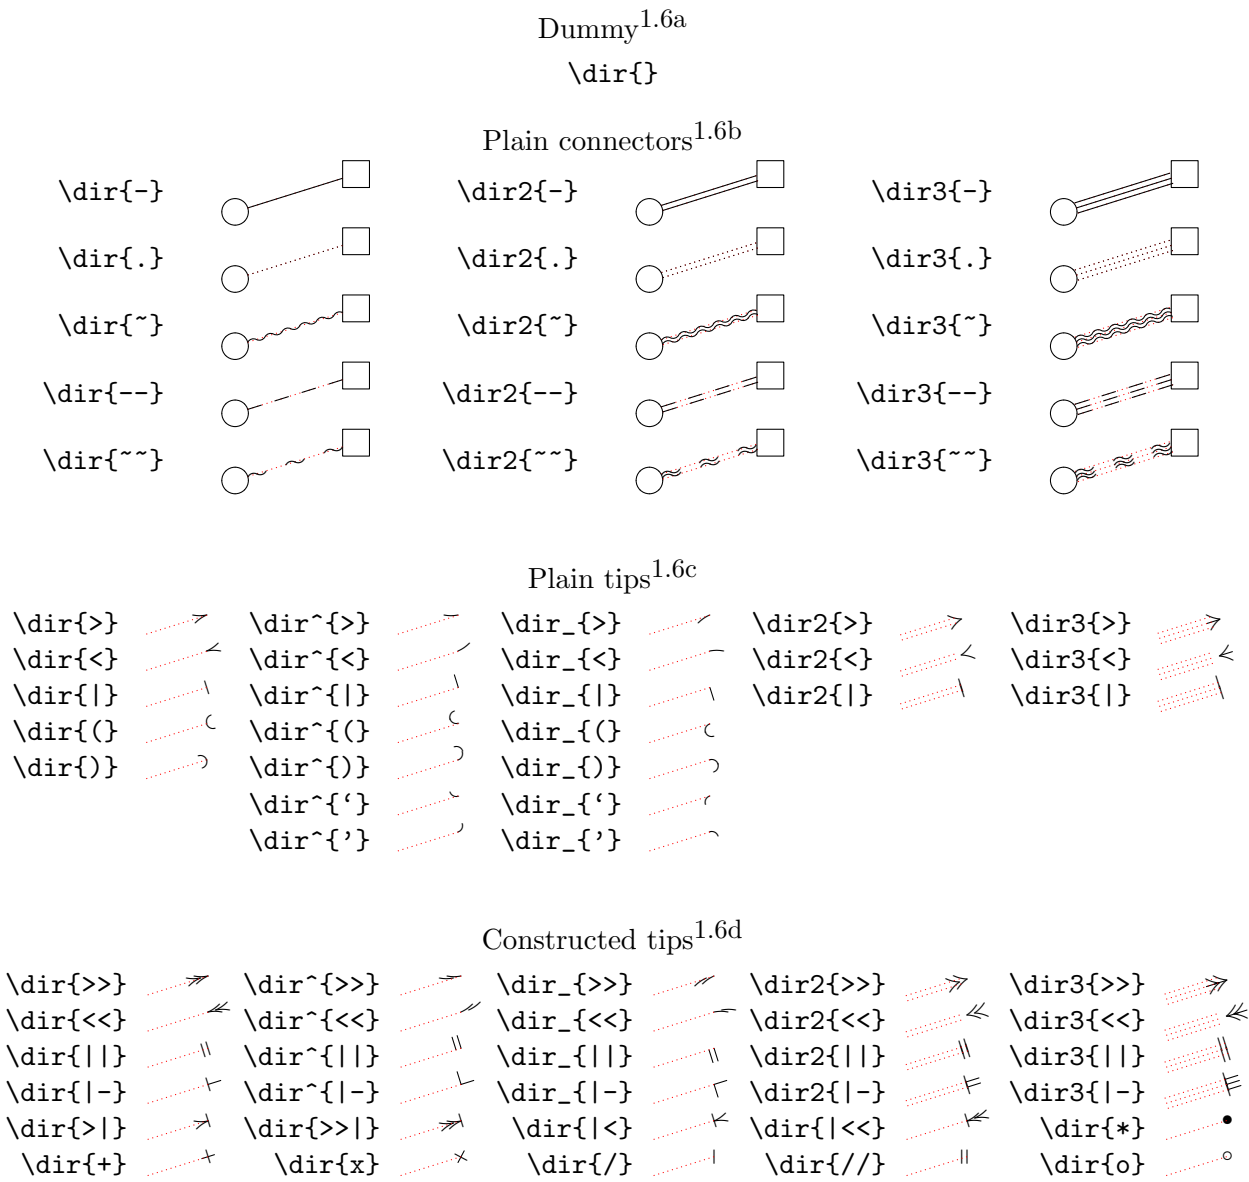 Dummy1.6a
\dir{}
Plain connectors1.6b
\dir{-} \dir2{-} \dir3{-}
\dir{.} \dir2{.} \dir3{.}
\dir{~} \dir2{~} \dir3{~}
\dir{--} \dir2{--} \dir3{--}
\dir{~~} \dir2{~~} \dir3{~~}
Plain tips1.6c
\dir{>} \dir^{>} \dir_{>} \dir2{>} \dir3{>}
\dir{<} \dir^{<} \dir_{<} \dir2{<} \dir3{<}
\dir{|} \dir^{|} \dir_{|} \dir2{|} \dir3{|}
\dir{(} \dir^{(} \dir_{(}
\dir{)} \dir^{)} \dir_{)}
\dir^{‘} \dir_{‘}
\dir^{’} \dir_{’}
Constructed tips1.6d
\dir{>>} \dir^{>>} \dir_{>>} \dir2{>>} \dir3{>>}
\dir{<<} \dir^{<<} \dir_{<<} \dir2{<<} \dir3{<<}
\dir{||} \dir^{||} \dir_{||} \dir2{||} \dir3{||}
\dir{|-} \dir^{|-} \dir_{|-} \dir2{|-} \dir3{|-}
\dir{>|} \dir{>>|} \dir{|<} \dir{|<<} \dir{*}
\dir{+} \dir{x} \dir{/} \dir{//} \dir{o}